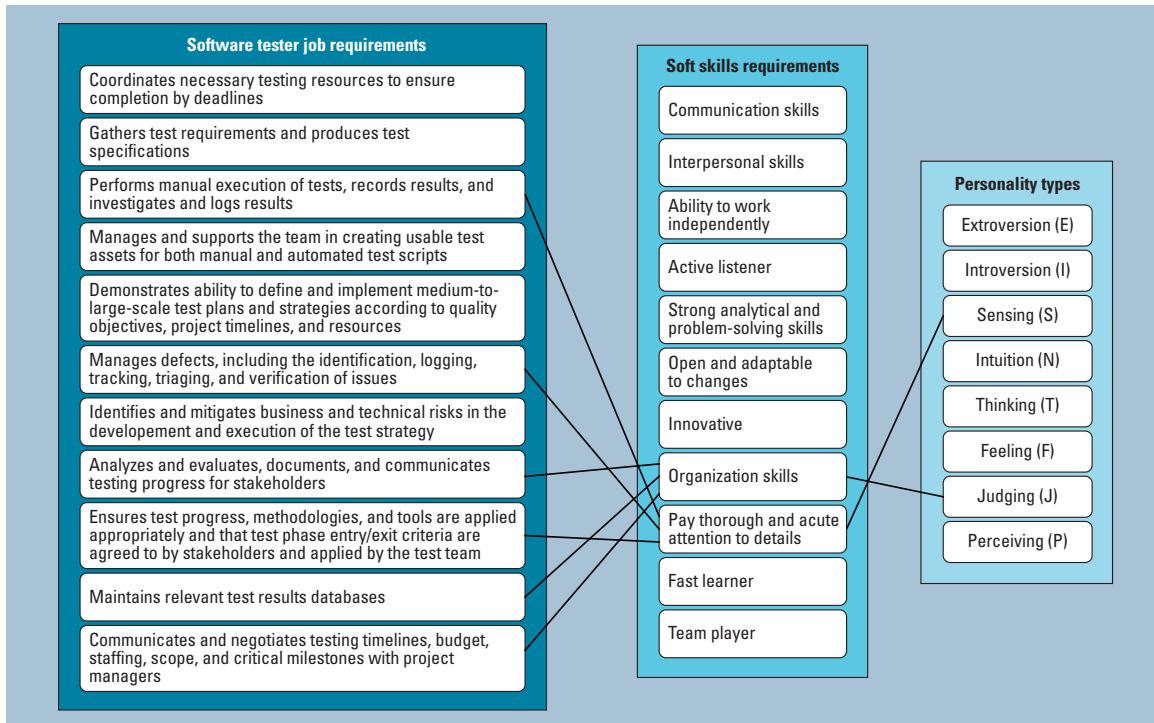 Software tester job requirements
Coordinates necessary testing resources to ensure
completion by deadlines
Gathers test requirements and produces test
specifications
Performs manual execution of tests, records results, and
investigates and logs results
Manages and supports the team in creating usable test
assets for both manual and automated test scripts
Demonstrates ability to define and implement medium-to-
large-scale test plans and strategies according to quality
objectives, project timelines, and resources
Manages defects, including the identification, logging,
tracking, triaging, and verification of issues
Identifies and mitigates business and technical risks in the
developement and execution of the test strategy
Analyzes and evaluates, documents, and communicates
testing progress for stakeholders
Ensures test progress, methodologies, and tools are applied
appropriately and that test phase entry/exit criteria are
agreed to by stakeholders and applied by the test team
Maintains relevant test results databases
Communicates and negotiates testing timelines, budget,
staffing, scope, and critical milestones with project
managers
Soft skills requirements
Communication skills
Interpersonal skills
Ability to work
independently
Active listener
Strong analytical and
problem-solving skills
Open and adaptable
to changes
Innovative
Organization skills
Pay thorough and acute
attention to details
Fast learner
Team player
Personality types
Extroversion (E)
Introversion (I)
Sensing (S)
Intuition (N)
Thinking (T)
Feeling (F)
Judging (J)
Perceiving (P)